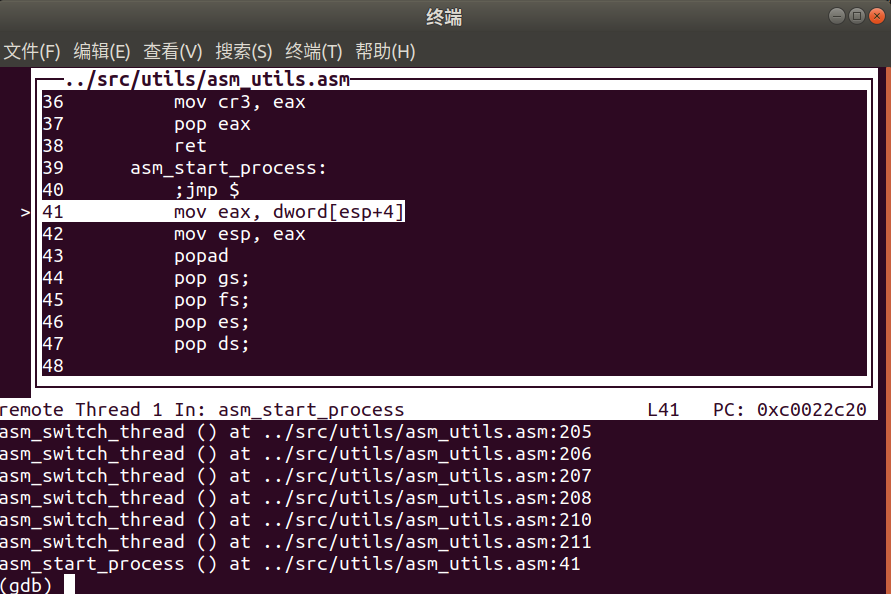 终端
文件(F) 编辑(E) 查看(V) 搜索(S) 终端(T) 帮助(H)
../src/utils/asm_utils.asm
36 mov cr3, eax
37 pop eax
38 ret
39 asm_start_process:
40 ;jmp $
> 41 mov eax, dword[esp+4]
42 mov esp, eax
43 popad
44 pop gs;
45 pop fs;
46 pop es;
47 pop ds;
48
remote Thread 1 In: asm_start_process L41 PC: 0xc0022c20
asm_switch_thread () at ../src/utils/asm_utils.asm:205
asm_switch_thread () at ../src/utils/asm_utils.asm:206
asm_switch_thread () at ../src/utils/asm_utils.asm:207
asm_switch_thread () at ../src/utils/asm_utils.asm:208
asm_switch_thread () at ../src/utils/asm_utils.asm:210
asm_switch_thread () at ../src/utils/asm_utils.asm:211
asm_start_process () at ../src/utils/asm_utils.asm:41
(gdb)